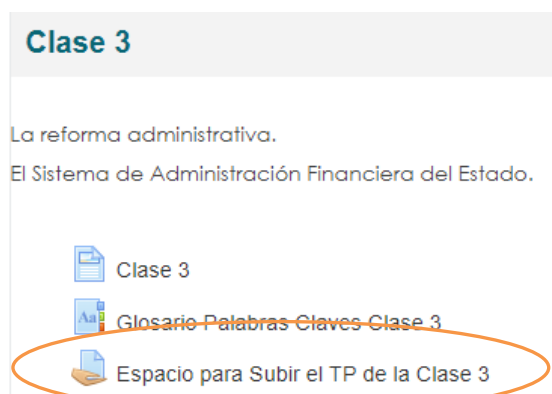 Clase 3
La reforma administrativa.
El Sistema de Administración Financiera del Estado.
Clase 3
Aa
Glosario Palabras Claves Clase 3
Espacio para Subir el TP de la Clase 3